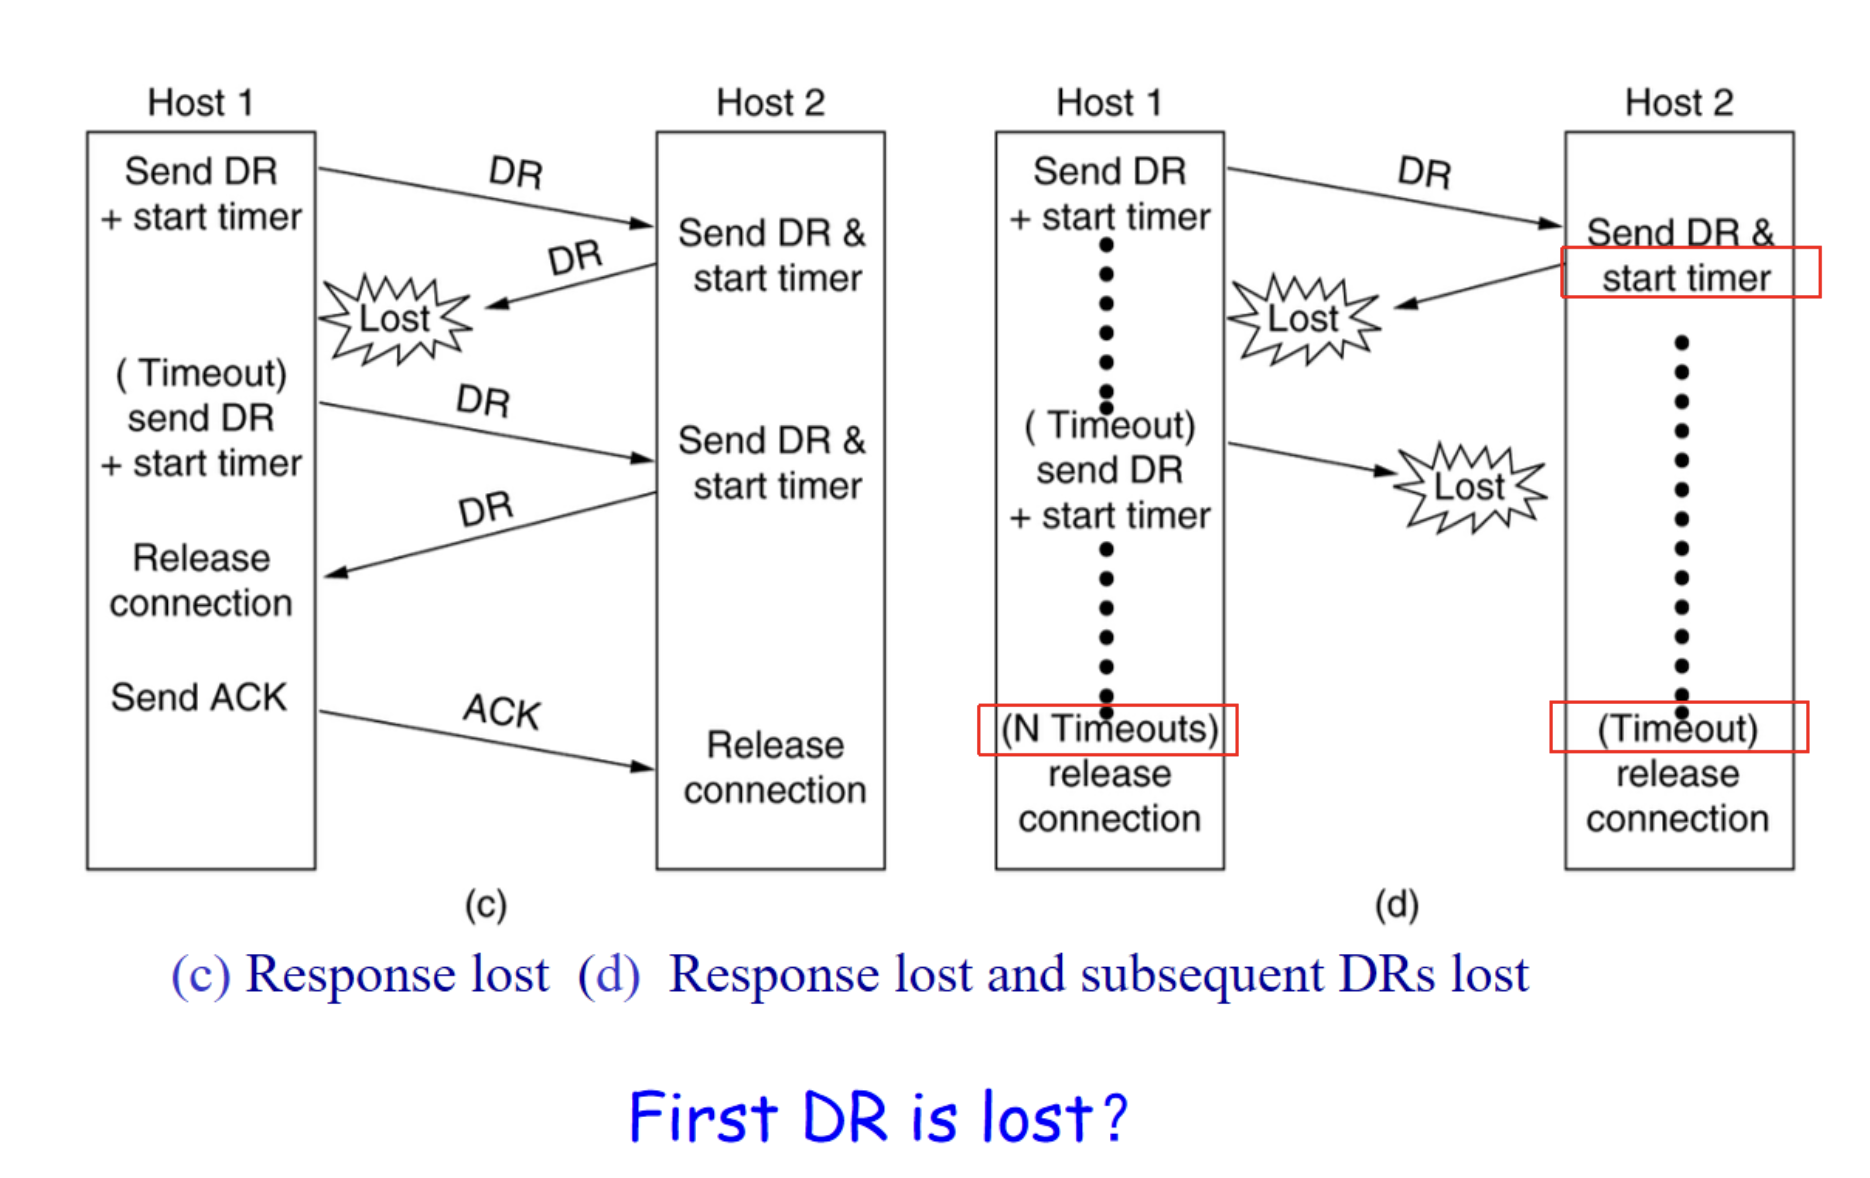 Host 1
Host 2
Send DR
+ start timer
DR
Send DR &
start timer
DR
Lost
( Timeout)
send DR
+ start timer
DR
Send DR &
start timer
DR
Release
connection
Send ACK
ACK
Release
connection
(c)
Host 1
Host 2
Send DR
+ start timer
DR
Send DR &
start timer
Lost
( Timeout)
send DR
+ start timer
Lost
(N Timeouts)
release
connection
(Timeout)
release
connection
(d)
(c) Response lost (d) Response lost and subsequent DRs lost
First DR is lost?